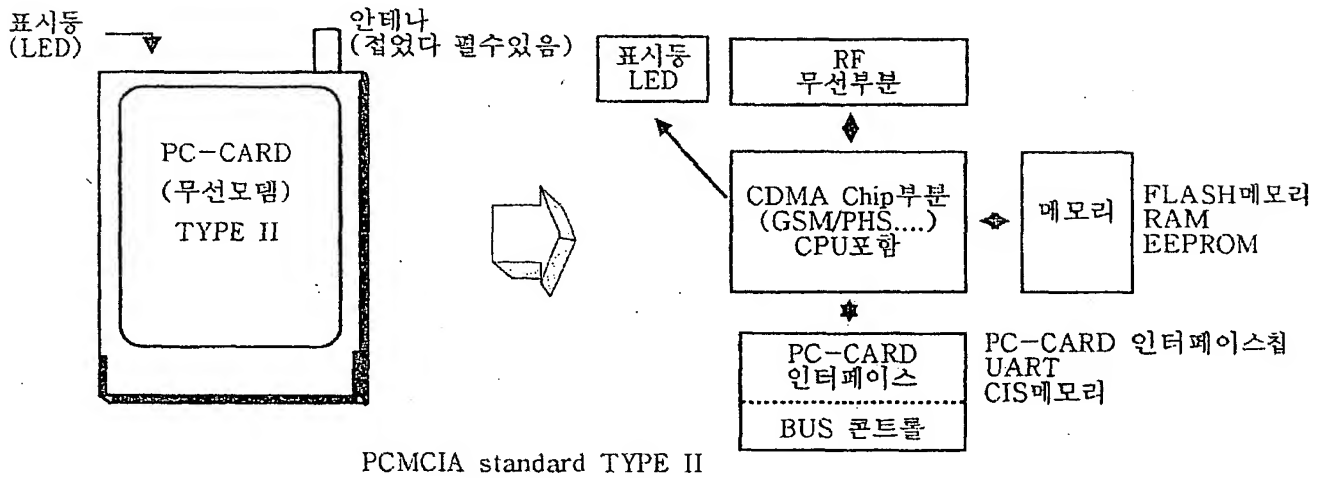 표시등
(LED)
안테나
(접었다 펼수있음)
PC-CARD
(무선모뎀)
TYPE II
표시등
LED
RF
무선부분
CDMA Chip부분
(GSM/PHS....)
CPU포함
메모리
FLASH메모리
RAM
EEPROM
PC-CARD
인터페이스
BUS 콘트롤
PC-CARD 인터페이스칩
UART
CIS메모리
PCMCIA standard TYPE II